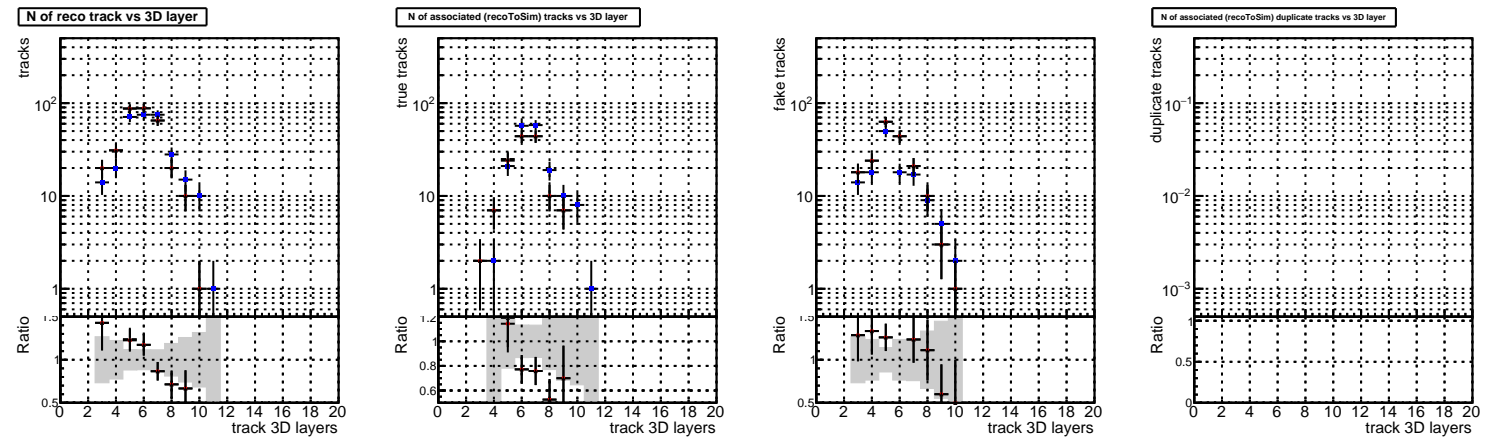 N of reco track vs 3D layer
tracks
10²
10
1
Ratio
1.5
1
0.5
0 2 4 6 8 10 12 14 16 18 20
track 3D layers
N of associated (recoToSim) tracks vs 3D layer
true tracks
10²
10
1
Ratio
1.2
1
0.8
0.6
0 2 4 6 8 10 12 14 16 18 20
track 3D layers
fake tracks
10²
10
1
Ratio
1.5
1
0.5
0 2 4 6 8 10 12 14 16 18 20
track 3D layers
N of associated (recoToSim) duplicate tracks vs 3D layer
duplicate tracks
10⁻¹
10⁻²
10⁻³
Ratio
1
0.5
0
0 2 4 6 8 10 12 14 16 18 20
track 3D layers